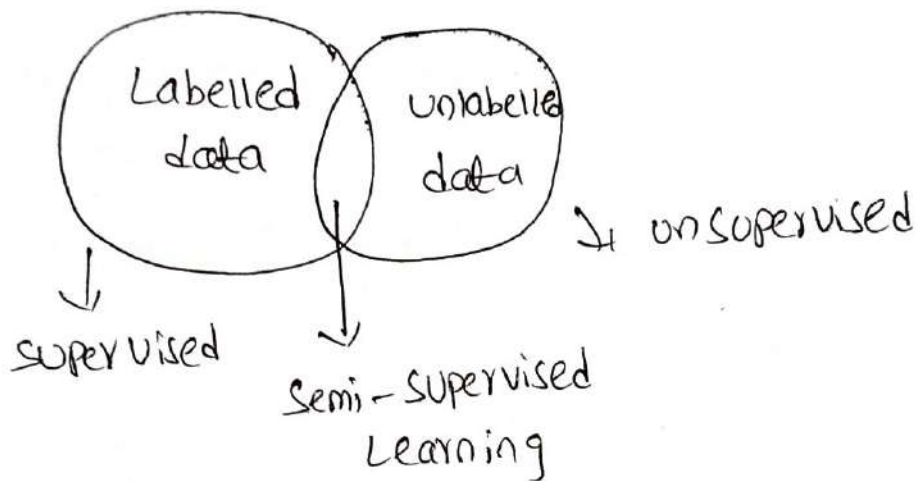 Labelled
data
unlabelled
data
unsupervised
supervised
Semi-supervised
Learning